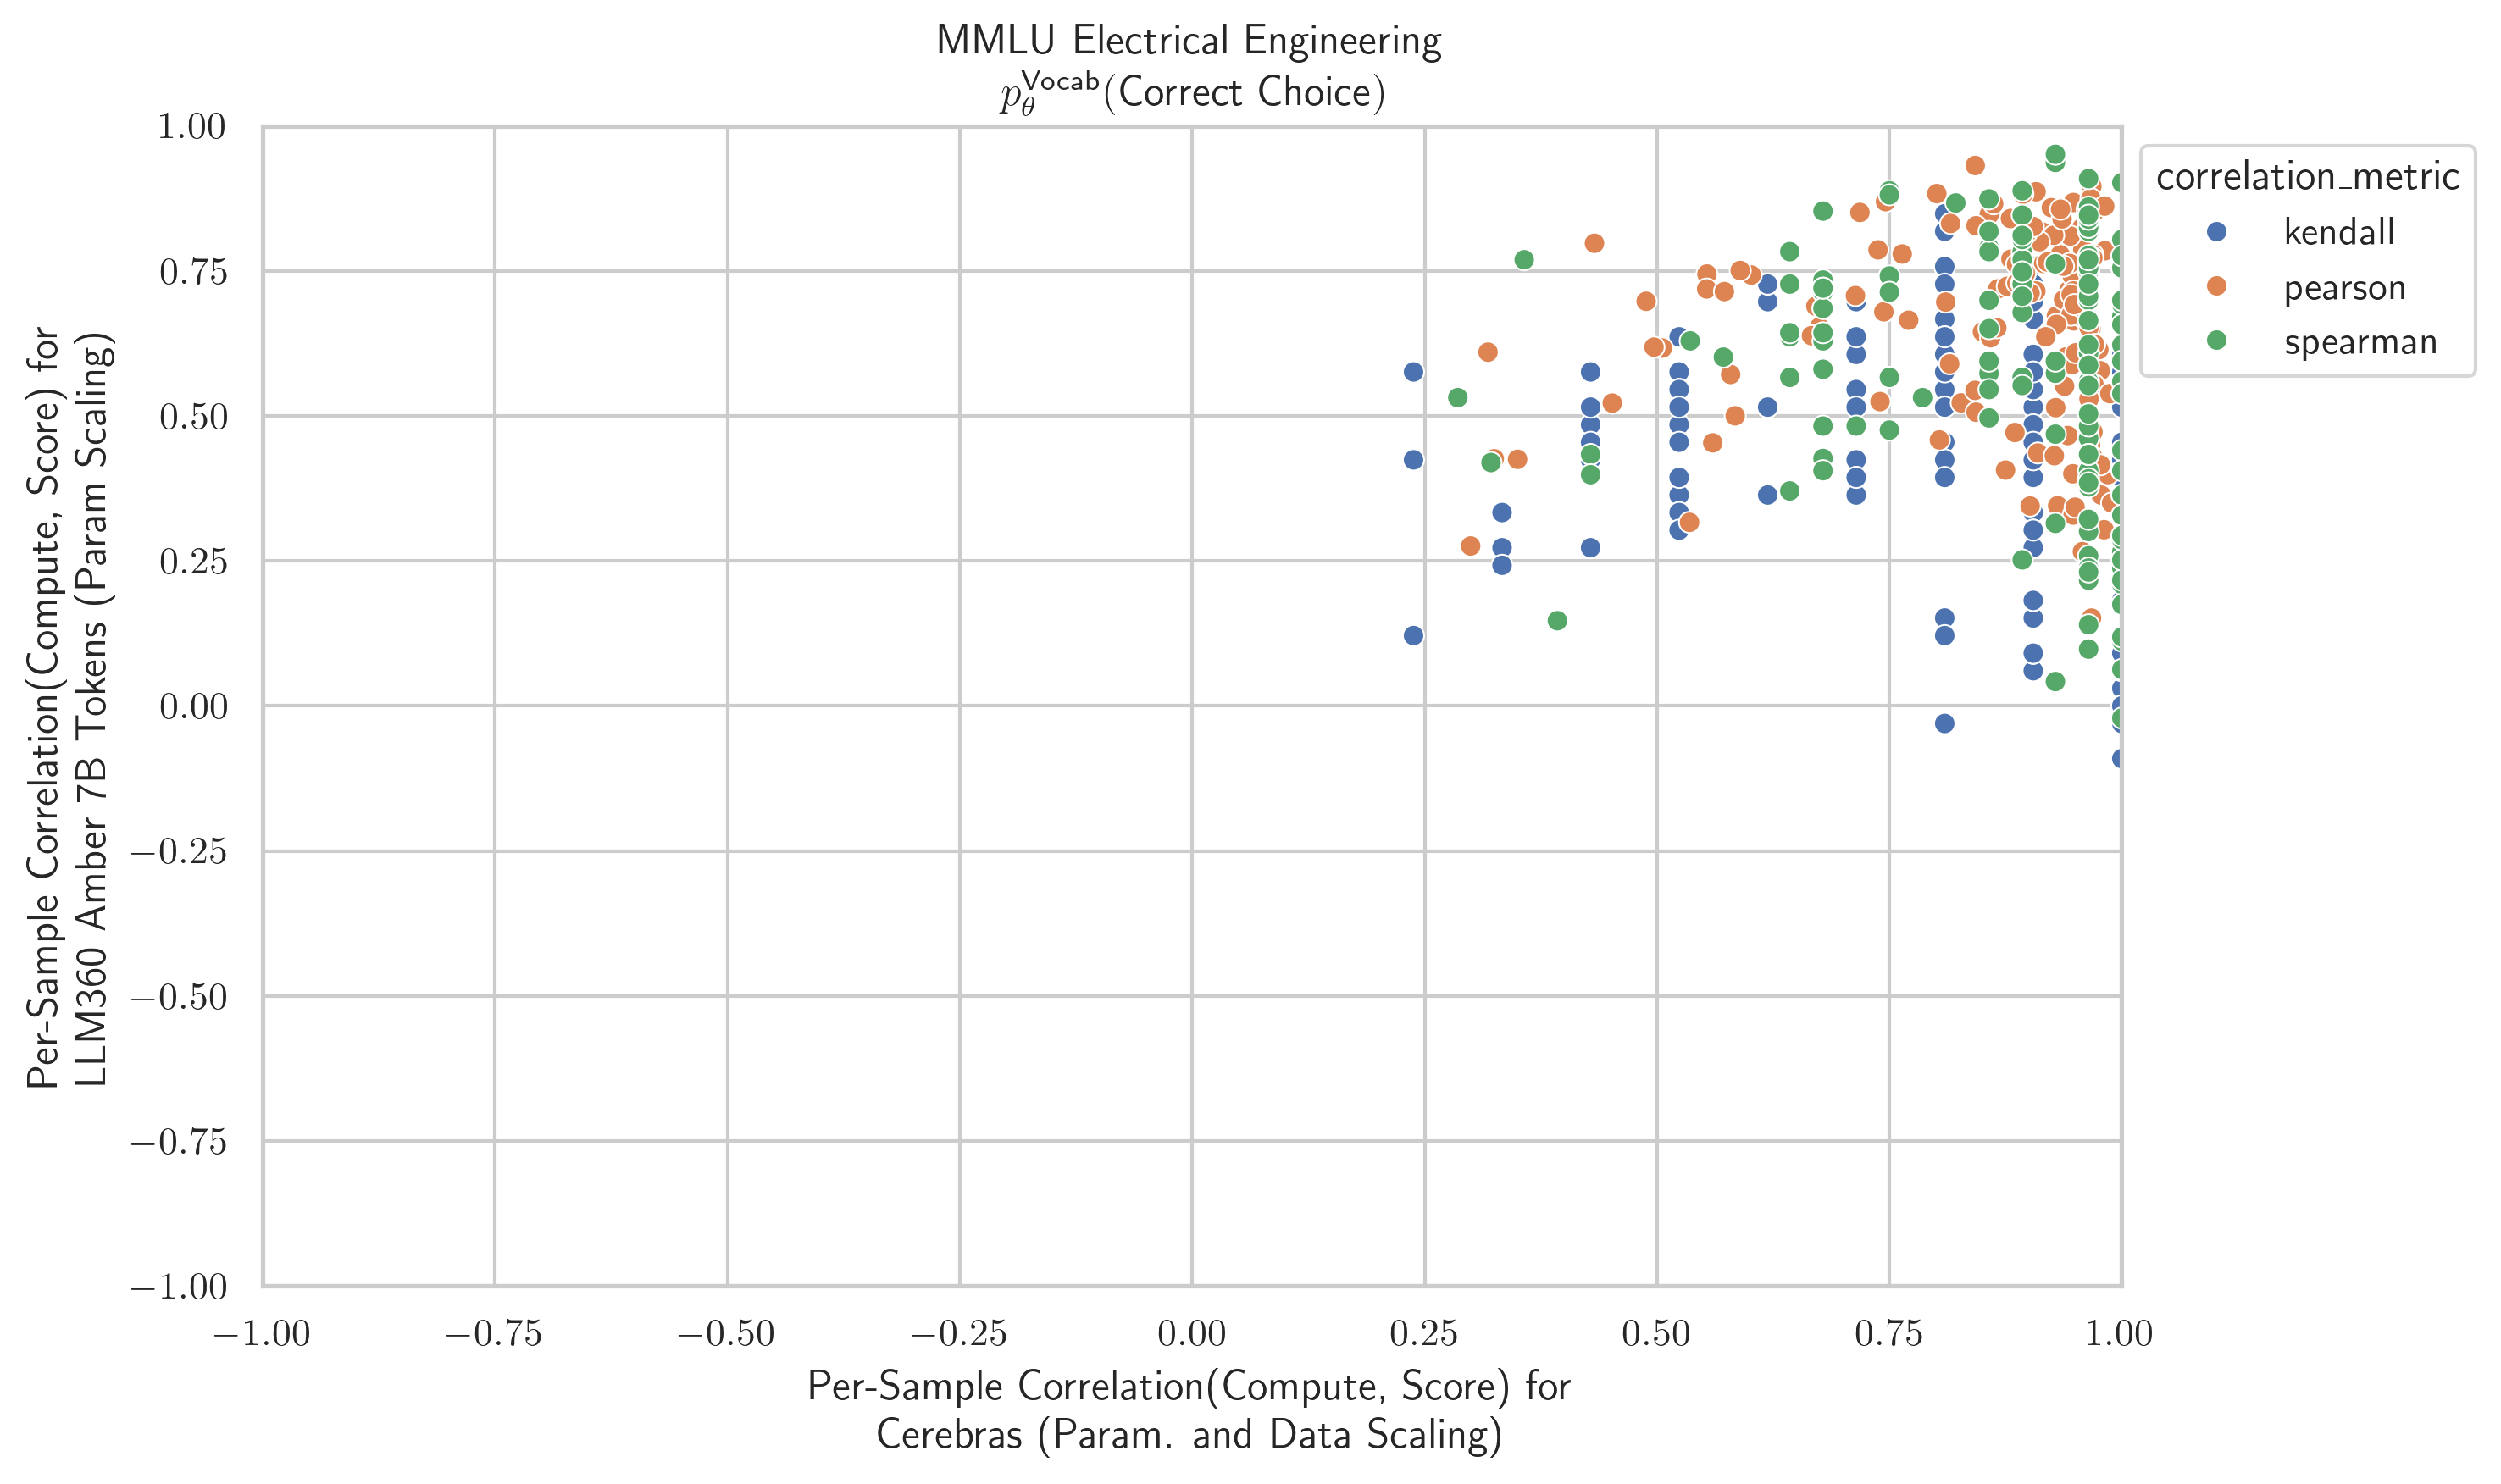 MMLU Electrical Engineering
p_θ^Vocab(Correct Choice)
1.00
0.75
0.50
0.25
0.00
−0.25
−0.50
−0.75
−1.00
Per-Sample Correlation(Compute, Score) for
LLM360 Amber 7B Tokens (Param Scaling)
correlation_metric
kendall
pearson
spearman
−1.00 −0.75 −0.50 −0.25 0.00 0.25 0.50 0.75 1.00
Per-Sample Correlation(Compute, Score) for
Cerebras (Param. and Data Scaling)